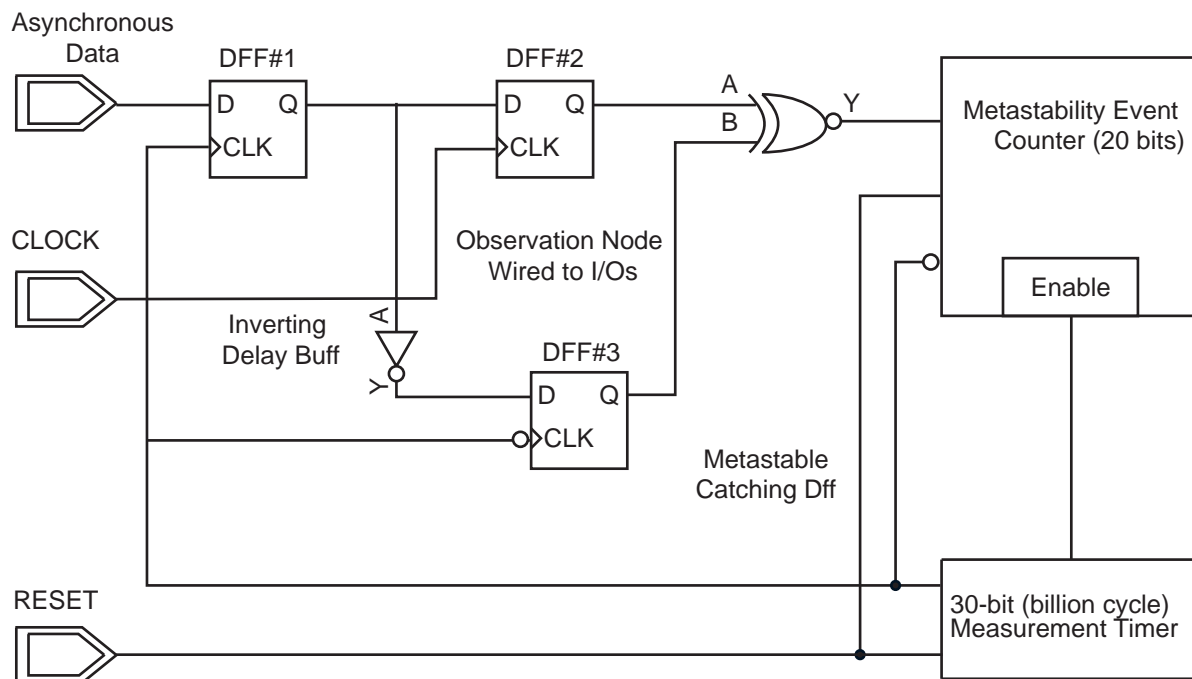 Asynchronous
Data
DFF#1
DFF#2
D Q
CLK
D Q
CLK
A
B
Y
Metastability Event
Counter (20 bits)
CLOCK
Observation Node
Wired to I/Os
Enable
A
Inverting
Delay Buff
Y
DFF#3
D Q
CLK
Metastable
Catching Dff
RESET
30-bit (billion cycle)
Measurement Timer